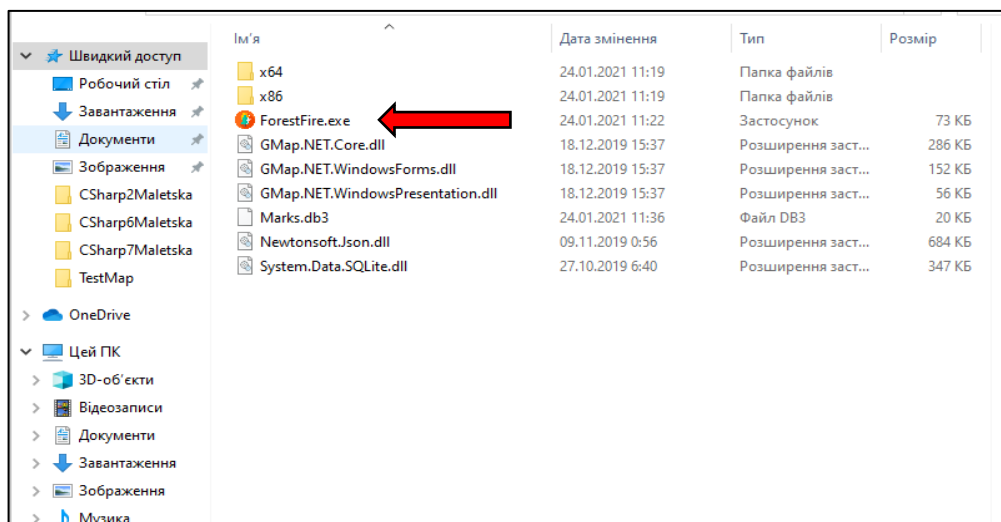 Ім'я Дата змінення Тип Розмір
Швидкий доступ
Робочий стіл
Завантаження
Документи
Зображення
CSharp2Maletska
CSharp6Maletska
CSharp7Maletska
TestMap
OneDrive
Цей ПК
3D-об'єкти
Відеозаписи
Документи
Завантаження
Зображення
Музика
x64 24.01.2021 11:19 Папка файлів
x86 24.01.2021 11:19 Папка файлів
ForestFire.exe 24.01.2021 11:22 Застосунок 73 КБ
GMap.NET.Core.dll 18.12.2019 15:37 Розширення заст... 286 КБ
GMap.NET.WindowsForms.dll 18.12.2019 15:37 Розширення заст... 152 КБ
GMap.NET.WindowsPresentation.dll 18.12.2019 15:37 Розширення заст... 56 КБ
Marks.db3 24.01.2021 11:36 Файл DB3 20 КБ
Newtonsoft.Json.dll 09.11.2019 0:56 Розширення заст... 684 КБ
System.Data.SQLite.dll 27.10.2019 6:40 Розширення заст... 347 КБ